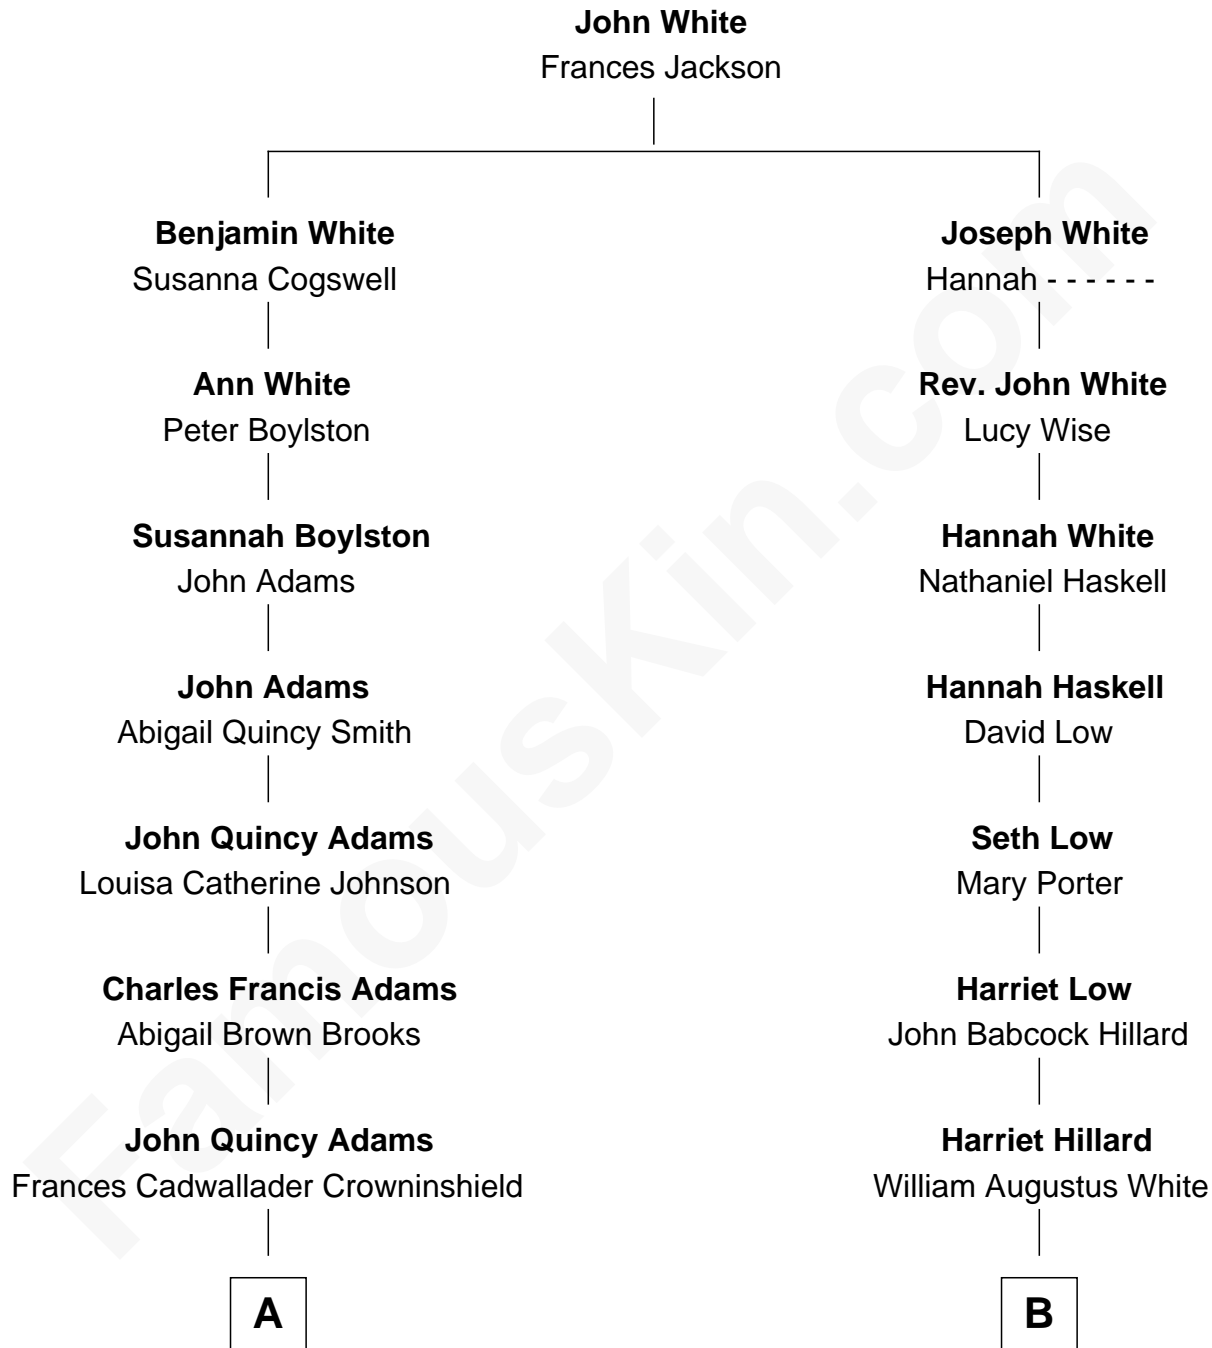 John White
Frances Jackson
Benjamin White
Susanna Cogswell
Joseph White
Hannah - - - - - -
Ann White
Peter Boylston
Rev. John White
Lucy Wise
Susannah Boylston
John Adams
Hannah White
Nathaniel Haskell
John Adams
Abigail Quincy Smith
Hannah Haskell
David Low
John Quincy Adams
Louisa Catherine Johnson
Seth Low
Mary Porter
Charles Francis Adams
Abigail Brown Brooks
Harriet Low
John Babcock Hillard
John Quincy Adams
Frances Cadwallader Crowninshield
Harriet Hillard
William Augustus White
A
B
FamousKin.com